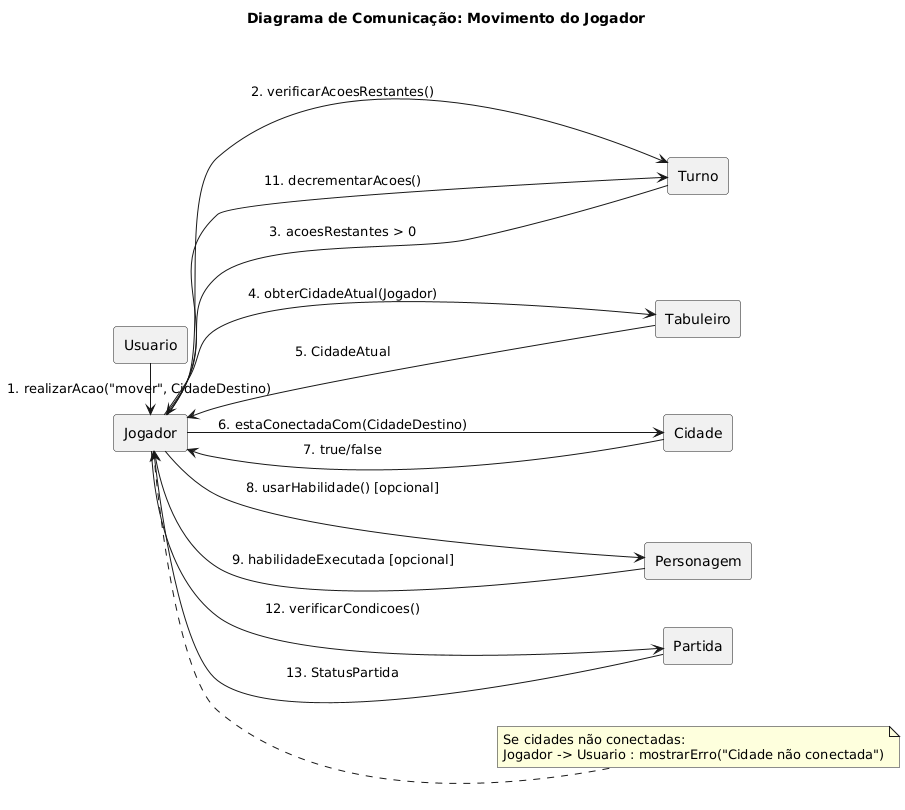 Diagrama de Comunicação: Movimento do Jogador
2. verificarAcoesRestantes()
Turno
11. decrementarAcoes()
3. acoesRestantes > 0
4. obterCidadeAtual(Jogador)
Tabuleiro
Usuario
5. CidadeAtual
1. realizarAcao("mover", CidadeDestino)
Jogador
6. estaConectadaCom(CidadeDestino)
Cidade
7. true/false
8. usarHabilidade() [opcional]
9. habilidadeExecutada [opcional]
Personagem
12. verificarCondicoes()
Partida
13. StatusPartida
Se cidades não conectadas:
Jogador -> Usuario : mostrarErro("Cidade não conectada")